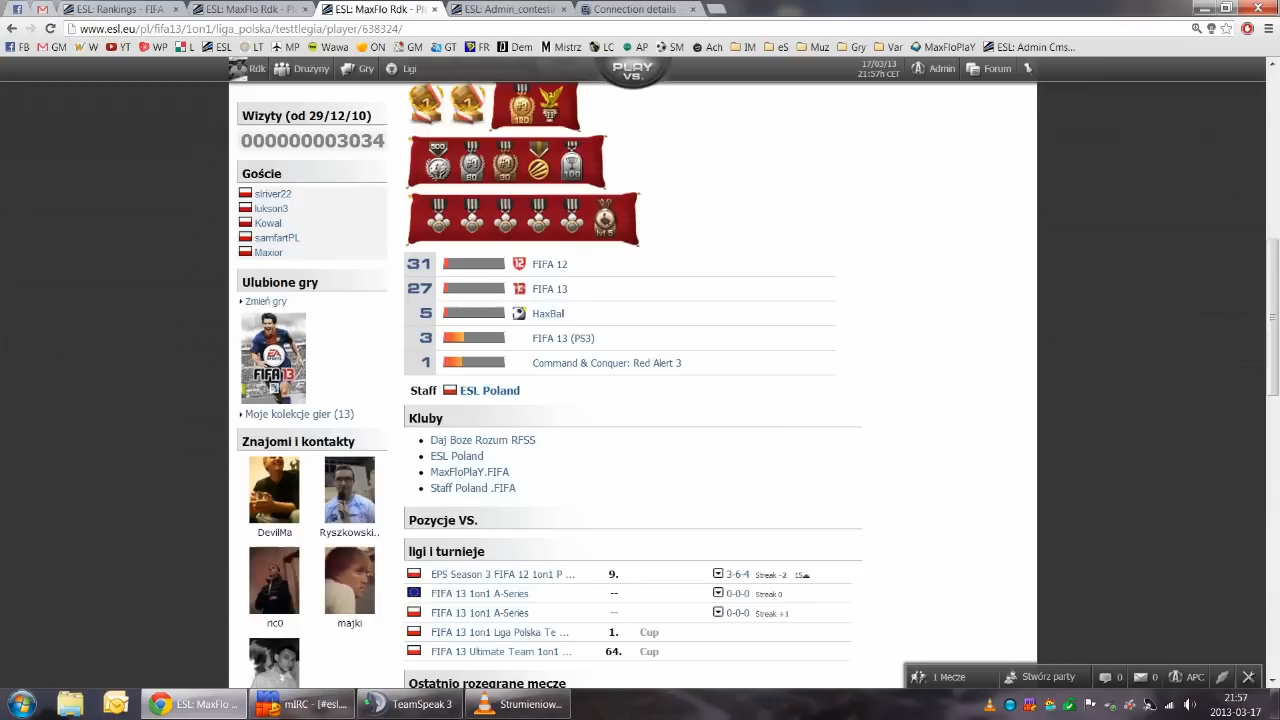 ESL: Rankings - FIFA
ESL: MaxFlo Rdk - Pl
ESL: MaxFlo Rdk - Pl
ESL: Admin_contesta
Connection details
www.esl.eu/pl/fifa13/1on1/liga_polska/testtlegia/player/638324/
FB GM W YT WP L ESL LT MP Wawa ON GM GT FR Dem Mistrz LC AP SM Ach IM eS Muz Gry Var MaxFloPlaY ESL: Admin Cms...
Rdk Drużyny Gry Ligi
PLAY VS.
17/03/13
21:57h CET
Admin Forum
Wizyty (od 29/12/10)
000000003034
Goście
siriver22
lukson3
Kowal
samfartPL
Maxior
Ulubione gry
Zmień gry
EA SPORTS
FIFA 13
Moje kolekcje gier (13)
Znajomi i kontakty
DevilMa
Ryszkowski..
ric0
majki
31 FIFA 12
27 FIFA 13
5 HaxBal
3 FIFA 13 (PS3)
1 Command & Conquer: Red Alert 3
Staff ESL Poland
Kluby
Daj Boze Rozum RFSS
ESL Poland
MaxFloPlaY.FIFA
Staff Poland .FIFA
Pozycje VS.
ligi i turnieje
EPS Season 3 FIFA 12 1on1 P ... 9. 3-6-4 Streak -2 15
FIFA 13 1on1 A-Series -- 0-0-0 Streak 0
FIFA 13 1on1 A-Series -- 0-0-0 Streak +1
FIFA 13 1on1 Liga Polska Te ... 1. Cup
FIFA 13 Ultimate Team 1on1 ... 64. Cup
Ostatnio rozegrane mecze
1 Mecze Stwórz party 0 0 APC
ESL: MaxFlo ...
mIRC - [#esl...
TeamSpeak 3
Strumieniow...
21:57
2013-03-17